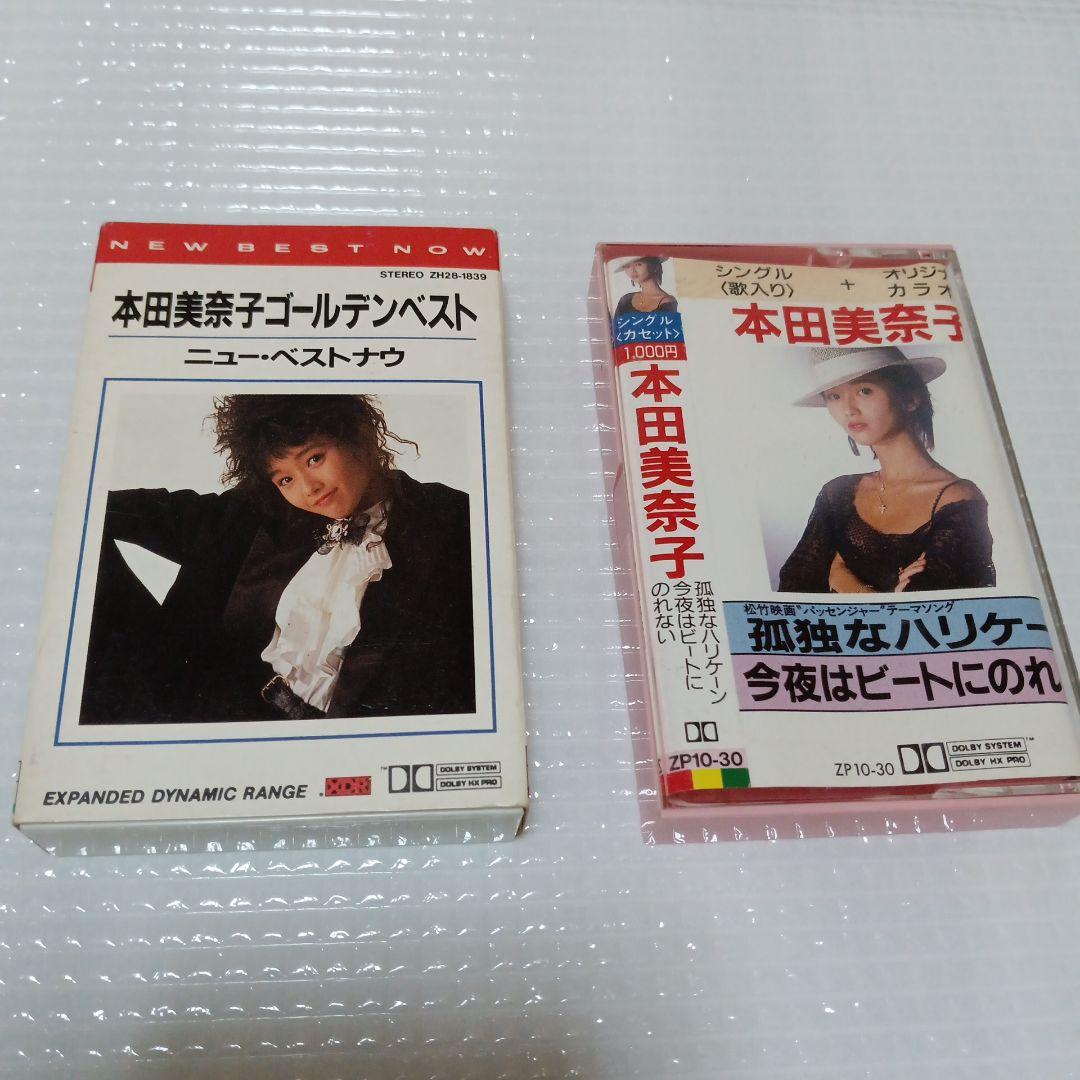 NEW BEST NOW
STEREO ZH28-1839
本田美奈子ゴールデンベスト
ニュー・ベストナウ
EXPANDED DYNAMIC RANGE .XDR
™ DOLBY SYSTEM
DOLBY HX PRO
シングル
〈カセット〉
1,000円
本田美奈子
孤独なハリケーン
今夜はビートに
のれない
ZP10-30
シングル
〈歌入り〉
+
オリジナ
カラオ
本田美奈子
松竹映画"パッセンジャー"テーマソング
孤独なハリケー
今夜はビートにのれ
ZP10-30
DOLBY SYSTEM ™
DOLBY HX PRO